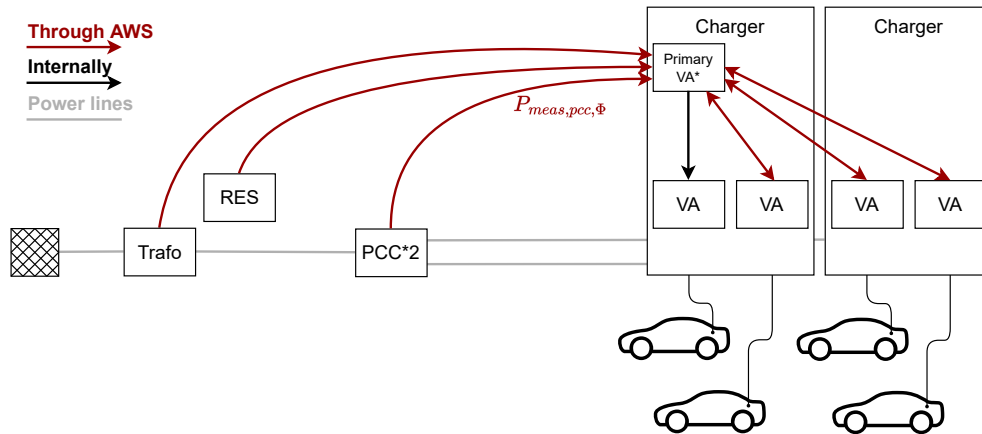 Through AWS
Internally
Power lines
Charger
Charger
Primary
VA*
P_{meas,pcc,Φ}
RES
VA
VA
VA
VA
Trafo
PCC*2